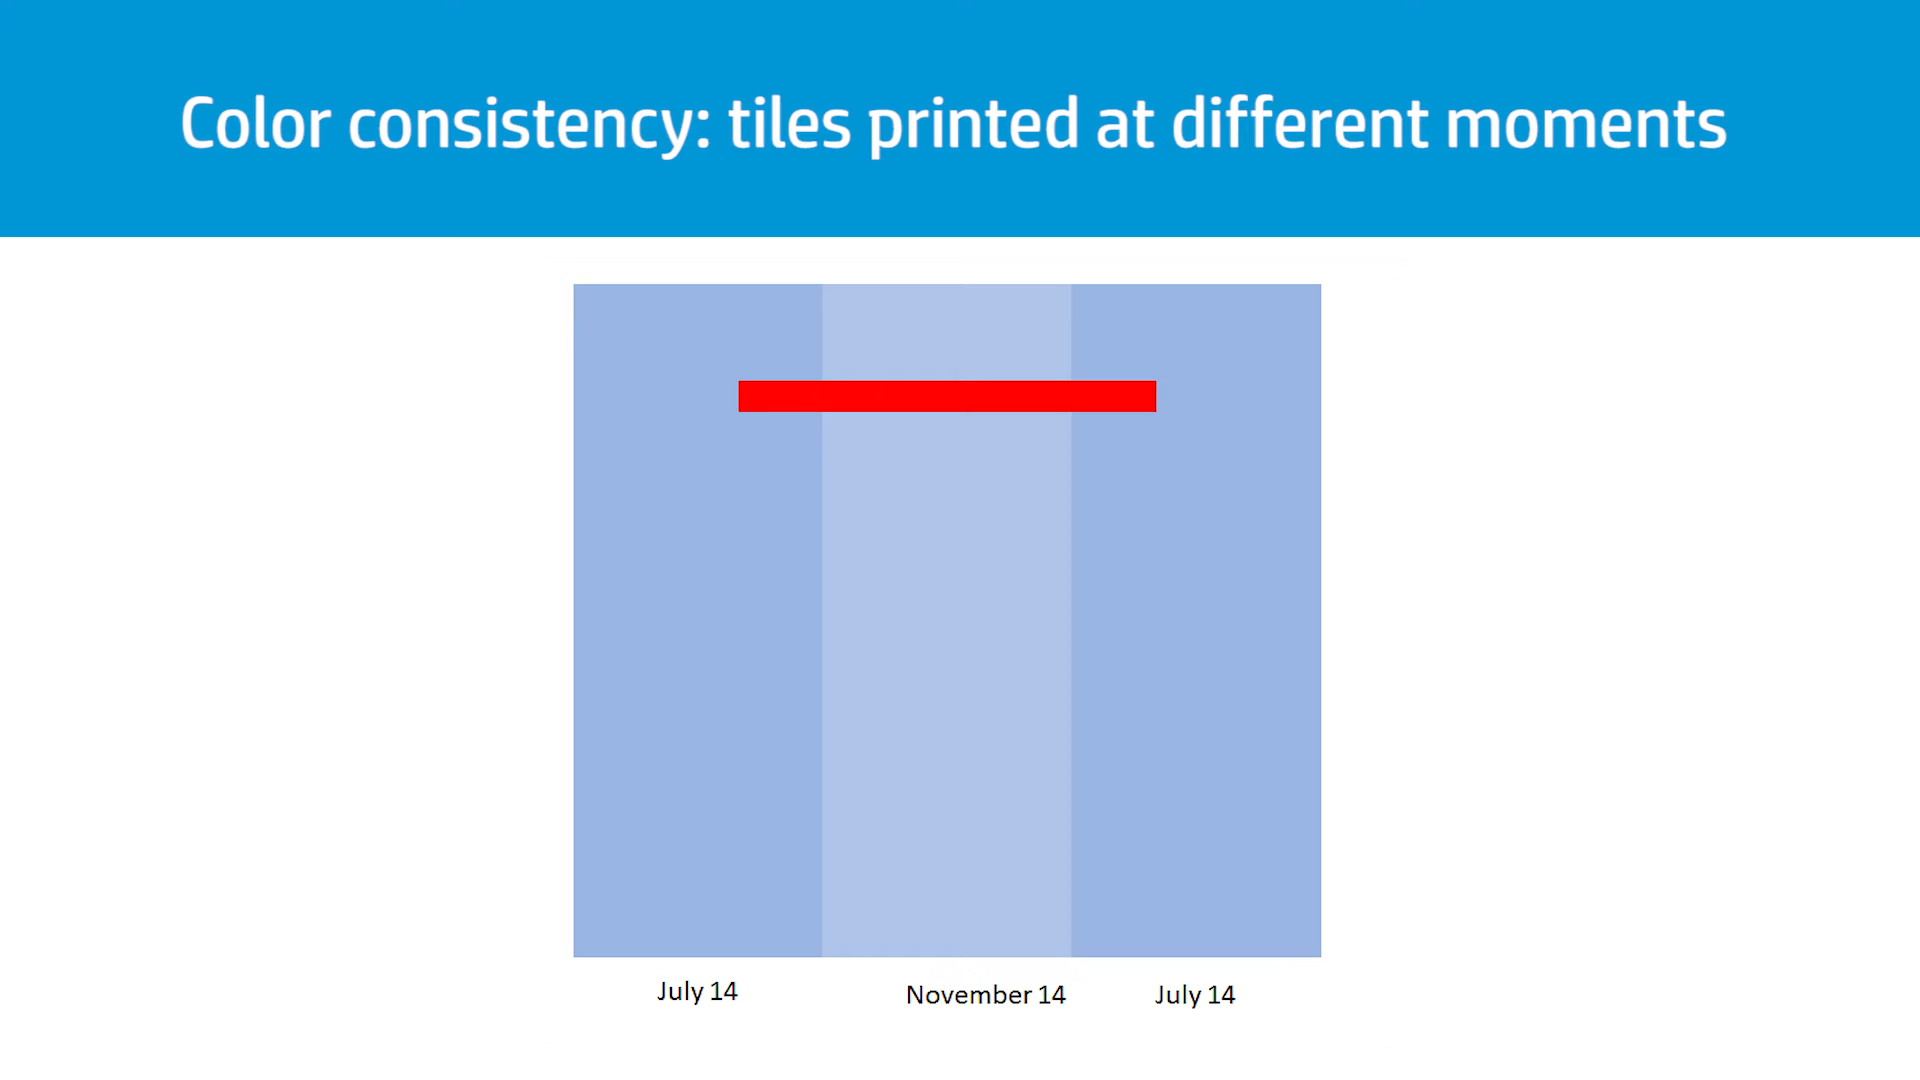 Color consistency: tiles printed at different moments
July 14
November 14
July 14